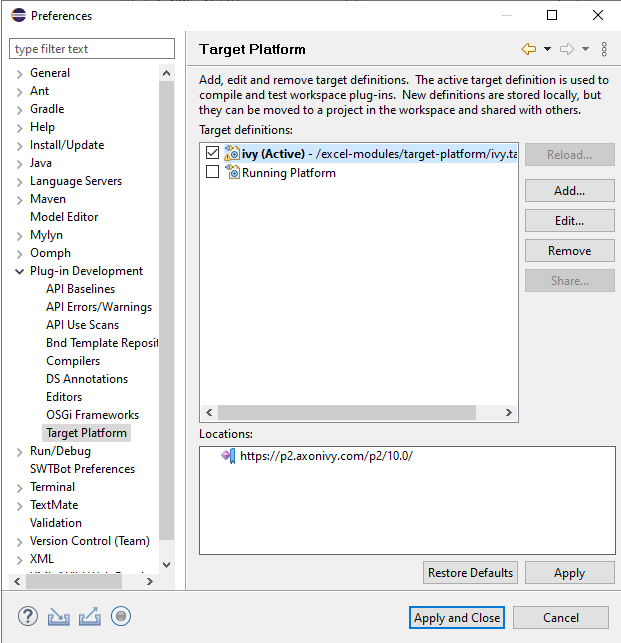 Preferences
type filter text
General
Ant
Gradle
Help
Install/Update
Java
Language Servers
Maven
Model Editor
Mylyn
Oomph
Plug-in Development
API Baselines
API Errors/Warnings
API Use Scans
Bnd Template Reposit
Compilers
DS Annotations
Editors
OSGi Frameworks
Target Platform
Run/Debug
SWTBot Preferences
Terminal
TextMate
Validation
Version Control (Team)
XML
Target Platform
Add, edit and remove target definitions.  The active target definition is used to
compile and test workspace plug-ins.  New definitions are stored locally, but
they can be moved to a project in the workspace and shared with others.
Target definitions:
ivy (Active) - /excel-modules/target-platform/ivy.ta
Running Platform
Reload...
Add...
Edit...
Remove
Share...
Locations:
https://p2.axonivy.com/p2/10.0/
Restore Defaults
Apply
Apply and Close
Cancel